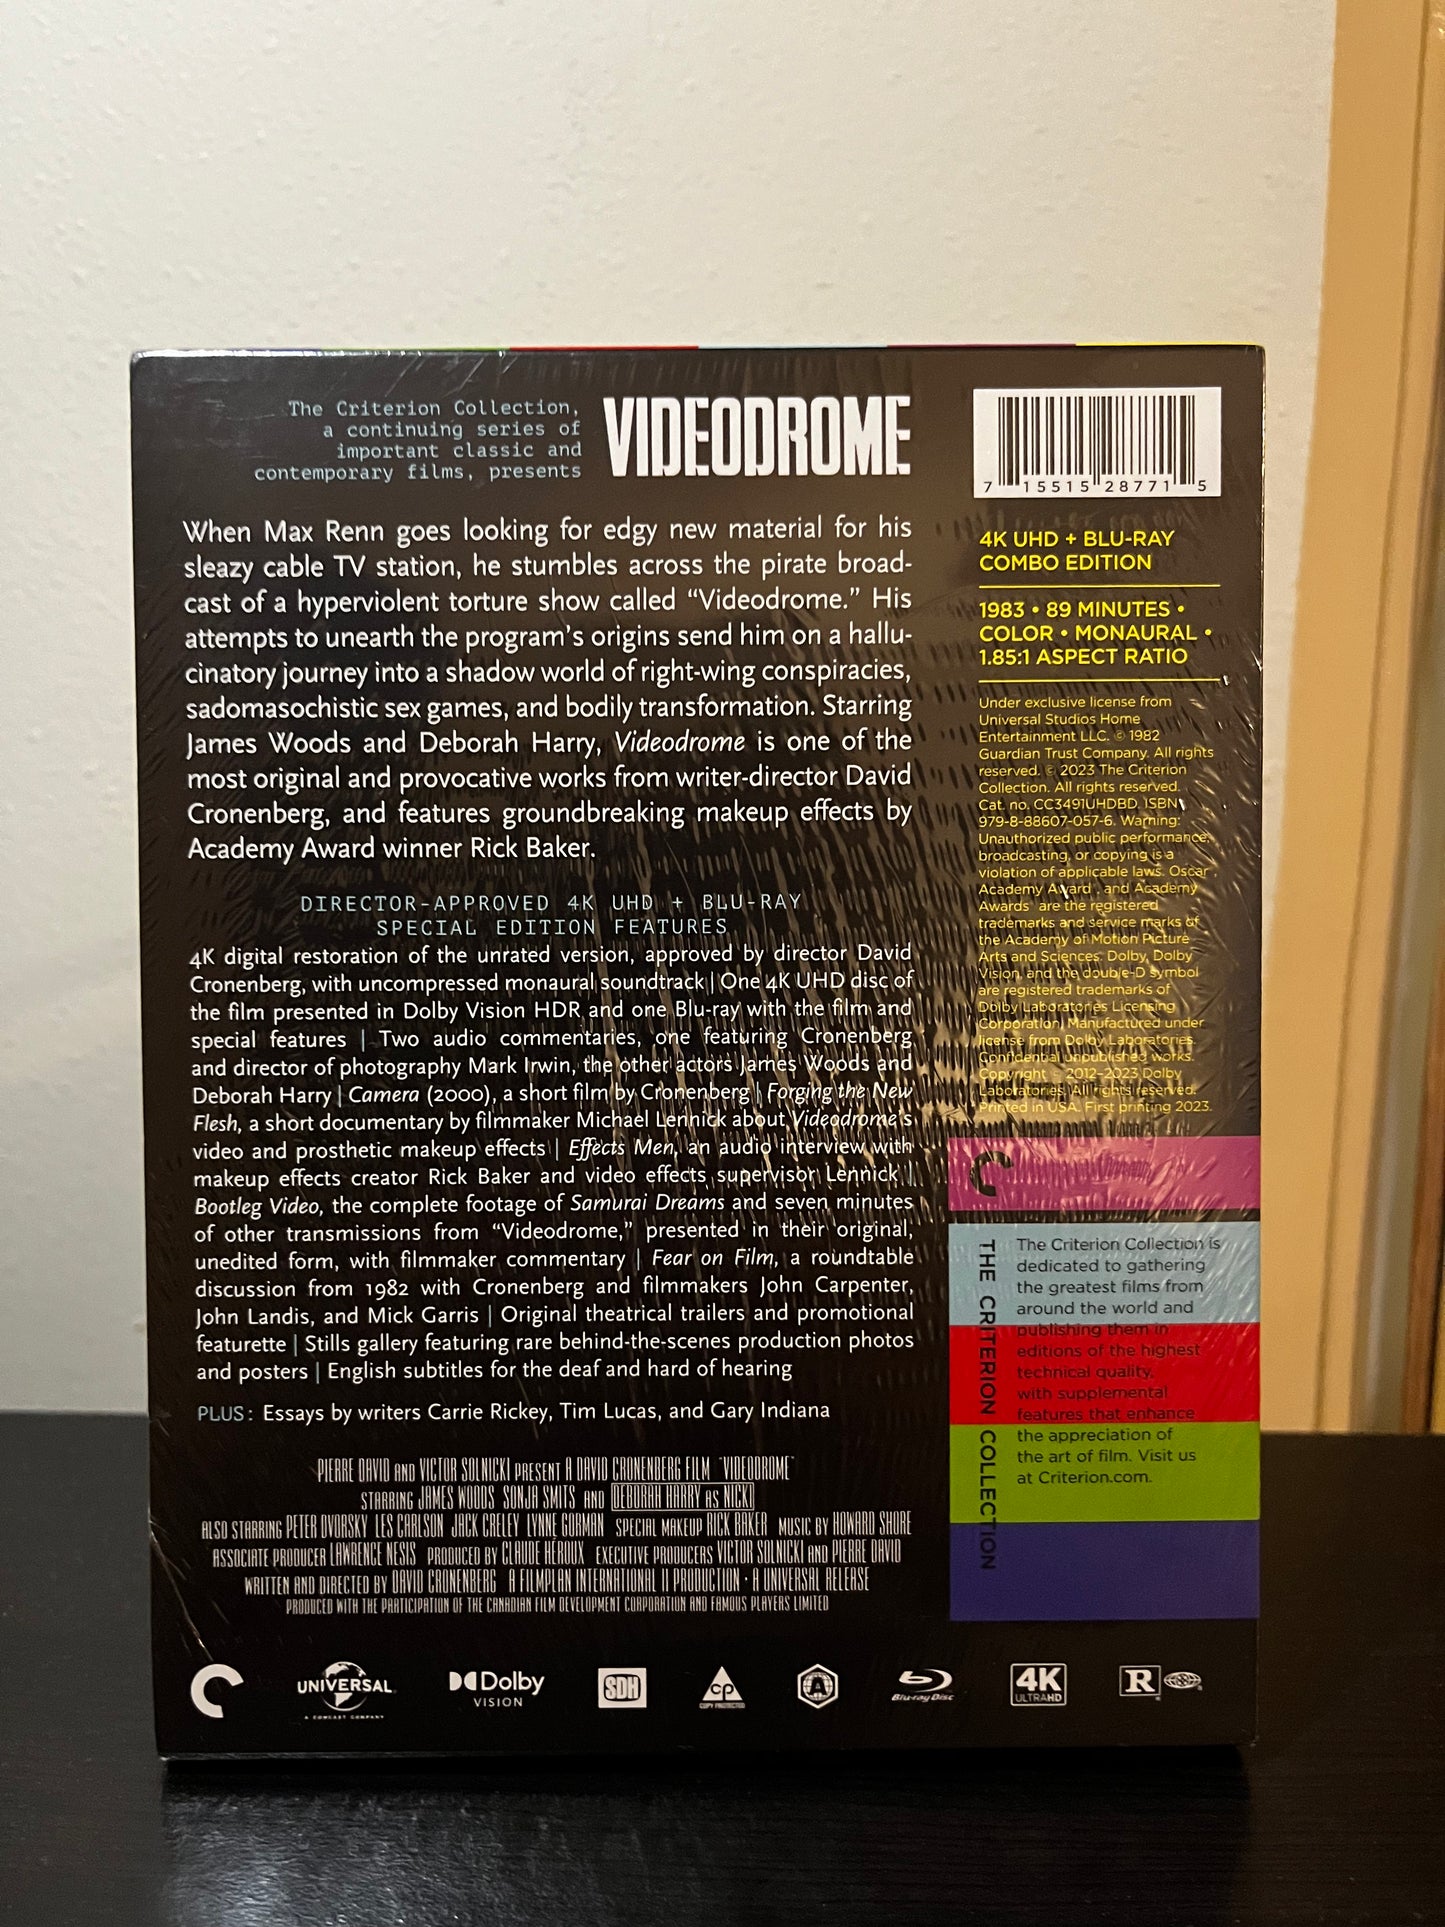 The Criterion Collection,
a continuing series of
important classic and
contemporary films, presents
VIDEODROME
When Max Renn goes looking for edgy new material for his
sleazy cable TV station, he stumbles across the pirate broad-
cast of a hyperviolent torture show called “Videodrome.” His
attempts to unearth the program’s origins send him on a hallu-
cinatory journey into a shadow world of right-wing conspiracies,
sadomasochistic sex games, and bodily transformation. Starring
James Woods and Deborah Harry, Videodrome is one of the
most original and provocative works from writer-director David
Cronenberg, and features groundbreaking makeup effects by
Academy Award winner Rick Baker.
DIRECTOR-APPROVED 4K UHD + BLU-RAY
SPECIAL EDITION FEATURES
4K digital restoration of the unrated version, approved by director David
Cronenberg, with uncompressed monaural soundtrack | One 4K UHD disc of
the film presented in Dolby Vision HDR and one Blu-ray with the film and
special features | Two audio commentaries, one featuring Cronenberg
and director of photography Mark Irwin, the other actors James Woods and
Deborah Harry | Camera (2000), a short film by Cronenberg | Forging the New
Flesh, a short documentary by filmmaker Michael Lennick about Videodrome’s
video and prosthetic makeup effects | Effects Men, an audio interview with
makeup effects creator Rick Baker and video effects supervisor Lennick |
Bootleg Video, the complete footage of Samurai Dreams and seven minutes
of other transmissions from “Videodrome,” presented in their original,
unedited form, with filmmaker commentary | Fear on Film, a roundtable
discussion from 1982 with Cronenberg and filmmakers John Carpenter,
John Landis, and Mick Garris | Original theatrical trailers and promotional
featurette | Stills gallery featuring rare behind-the-scenes production photos
and posters | English subtitles for the deaf and hard of hearing
PLUS: Essays by writers Carrie Rickey, Tim Lucas, and Gary Indiana
PIERRE DAVID AND VICTOR SOLNICKI PRESENT A DAVID CRONENBERG FILM "VIDEODROME"
STARRING JAMES WOODS SONJA SMITS AND DEBORAH HARRY AS NICKI
ALSO STARRING PETER DVORSKY LES CARLSON JACK CRELEY LYNNE GORMAN SPECIAL MAKEUP RICK BAKER MUSIC BY HOWARD SHORE
ASSOCIATE PRODUCER LAWRENCE NESIS PRODUCED BY CLAUDE HÉROUX EXECUTIVE PRODUCERS VICTOR SOLNICKI AND PIERRE DAVID
WRITTEN AND DIRECTED BY DAVID CRONENBERG A FILMPLAN INTERNATIONAL II PRODUCTION · A UNIVERSAL RELEASE
PRODUCED WITH THE PARTICIPATION OF THE CANADIAN FILM DEVELOPMENT CORPORATION AND FAMOUS PLAYERS LIMITED
7 15515 28771 5
4K UHD + BLU-RAY
COMBO EDITION
1983 • 89 MINUTES •
COLOR • MONAURAL •
1.85:1 ASPECT RATIO
Under exclusive license from
Universal Studios Home
Entertainment LLC. © 1982
Guardian Trust Company. All rights
reserved. © 2023 The Criterion
Collection. All rights reserved.
Cat. no. CC3491UHDBD. ISBN
979-8-88607-057-6. Warning:
Unauthorized public performance,
broadcasting, or copying is a
violation of applicable laws. Oscar,
Academy Award, and Academy
Awards are the registered
trademarks and service marks of
the Academy of Motion Picture
Arts and Sciences. Dolby, Dolby
Vision, and the double-D symbol
are registered trademarks of
Dolby Laboratories Licensing
Corporation. Manufactured under
license from Dolby Laboratories.
Confidential unpublished works.
Copyright © 2012–2023 Dolby
Laboratories. All rights reserved.
Printed in USA. First printing 2023.
THE CRITERION COLLECTION
The Criterion Collection is
dedicated to gathering
the greatest films from
around the world and
publishing them in
editions of the highest
technical quality,
with supplemental
features that enhance
the appreciation of
the art of film. Visit us
at Criterion.com.
UNIVERSAL
A COMCAST COMPANY
Dolby
VISION
SDH
CP
COPY PROTECTED
A
Blu-ray Disc
4K
ULTRA HD
R